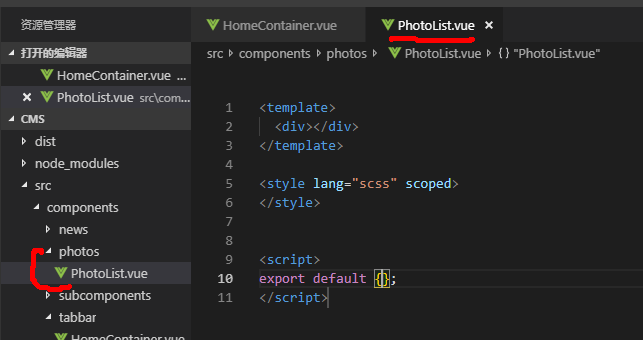 资源管理器
打开的编辑器
HomeContainer.vue ...
PhotoList.vue src\com...
CMS
dist
node_modules
src
components
news
photos
PhotoList.vue
subcomponents
tabbar
HomeContainer.vue
HomeContainer.vue
PhotoList.vue
src › components › photos › PhotoList.vue › {} "PhotoList.vue"
1 <template>
2 <div></div>
3 </template>
4
5 <style lang="scss" scoped>
6 </style>
7
8
9 <script>
10 export default {};
11 </script>